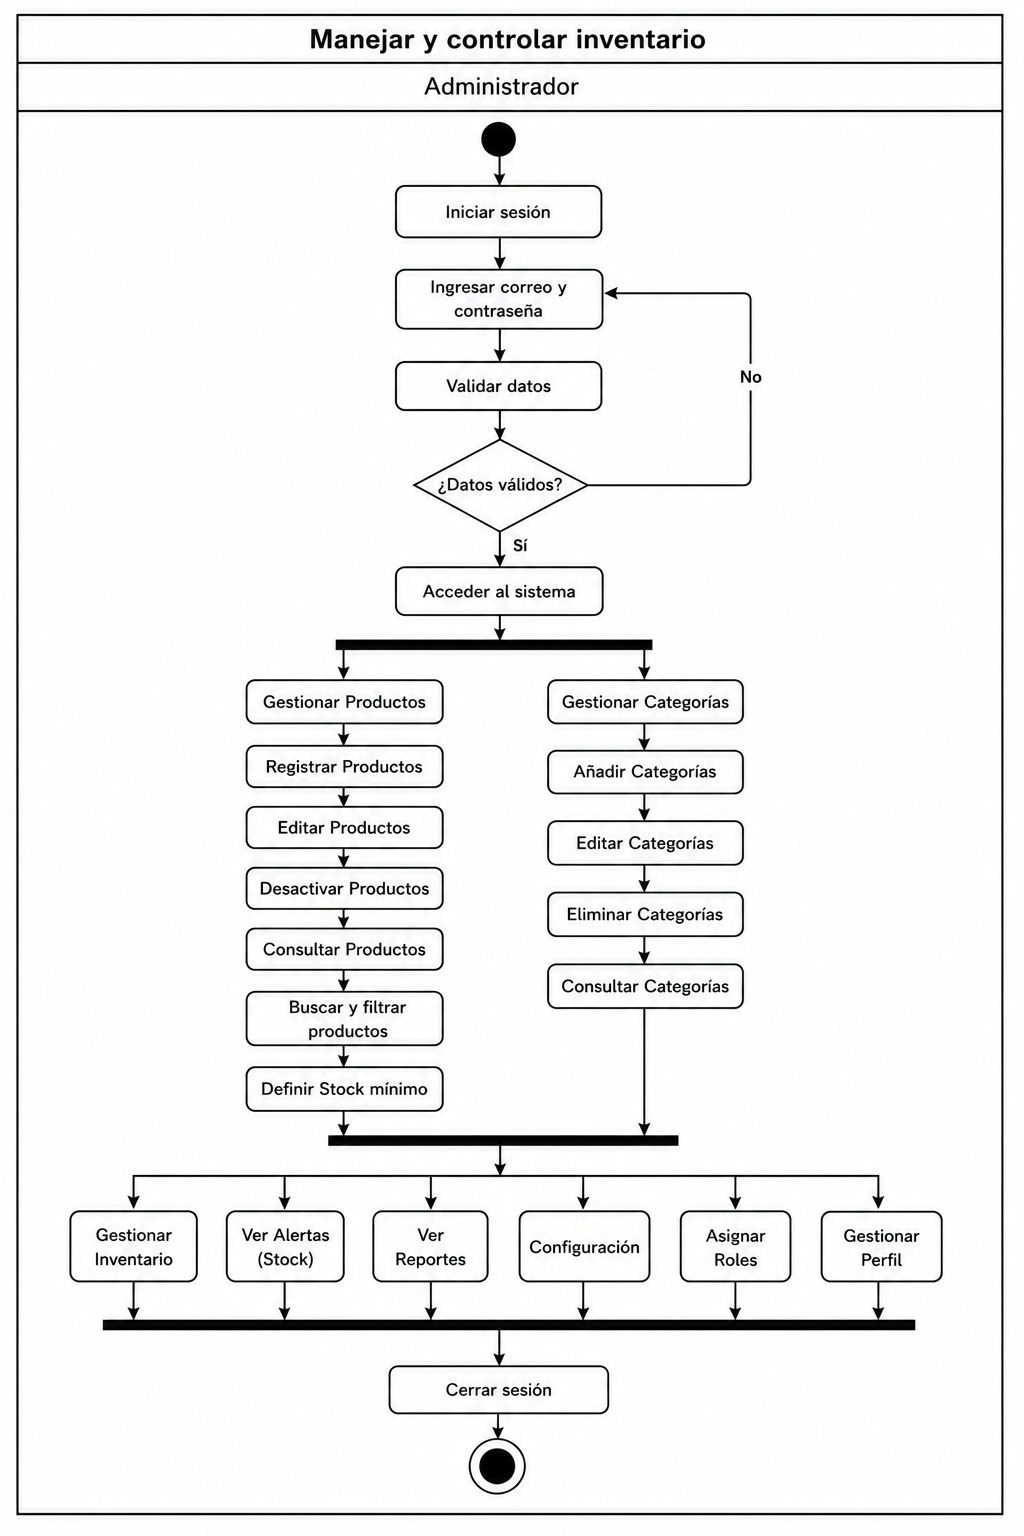 Manejar y controlar inventario
Administrador
Iniciar sesión
Ingresar correo y
contraseña
No
Validar datos
¿Datos válidos?
Sí
Acceder al sistema
Gestionar Productos
Registrar Productos
Editar Productos
Desactivar Productos
Consultar Productos
Buscar y filtrar
productos
Definir Stock mínimo
Gestionar Categorías
Añadir Categorías
Editar Categorías
Eliminar Categorías
Consultar Categorías
Gestionar
Inventario
Ver Alertas
(Stock)
Ver
Reportes
Configuración
Asignar
Roles
Gestionar
Perfil
Cerrar sesión